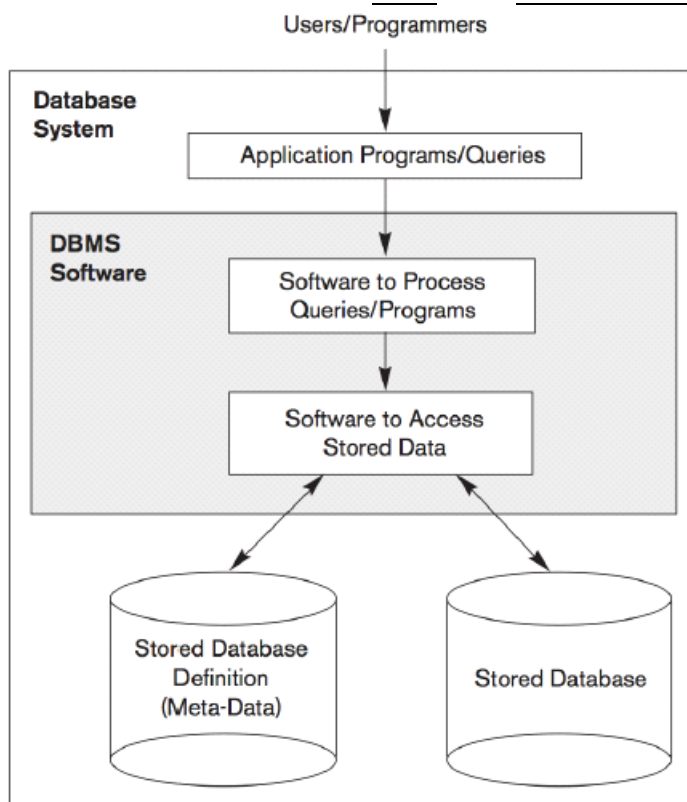 Users/Programmers
Database
System
Application Programs/Queries
DBMS
Software
Software to Process
Queries/Programs
Software to Access
Stored Data
Stored Database
Definition
(Meta-Data)
Stored Database